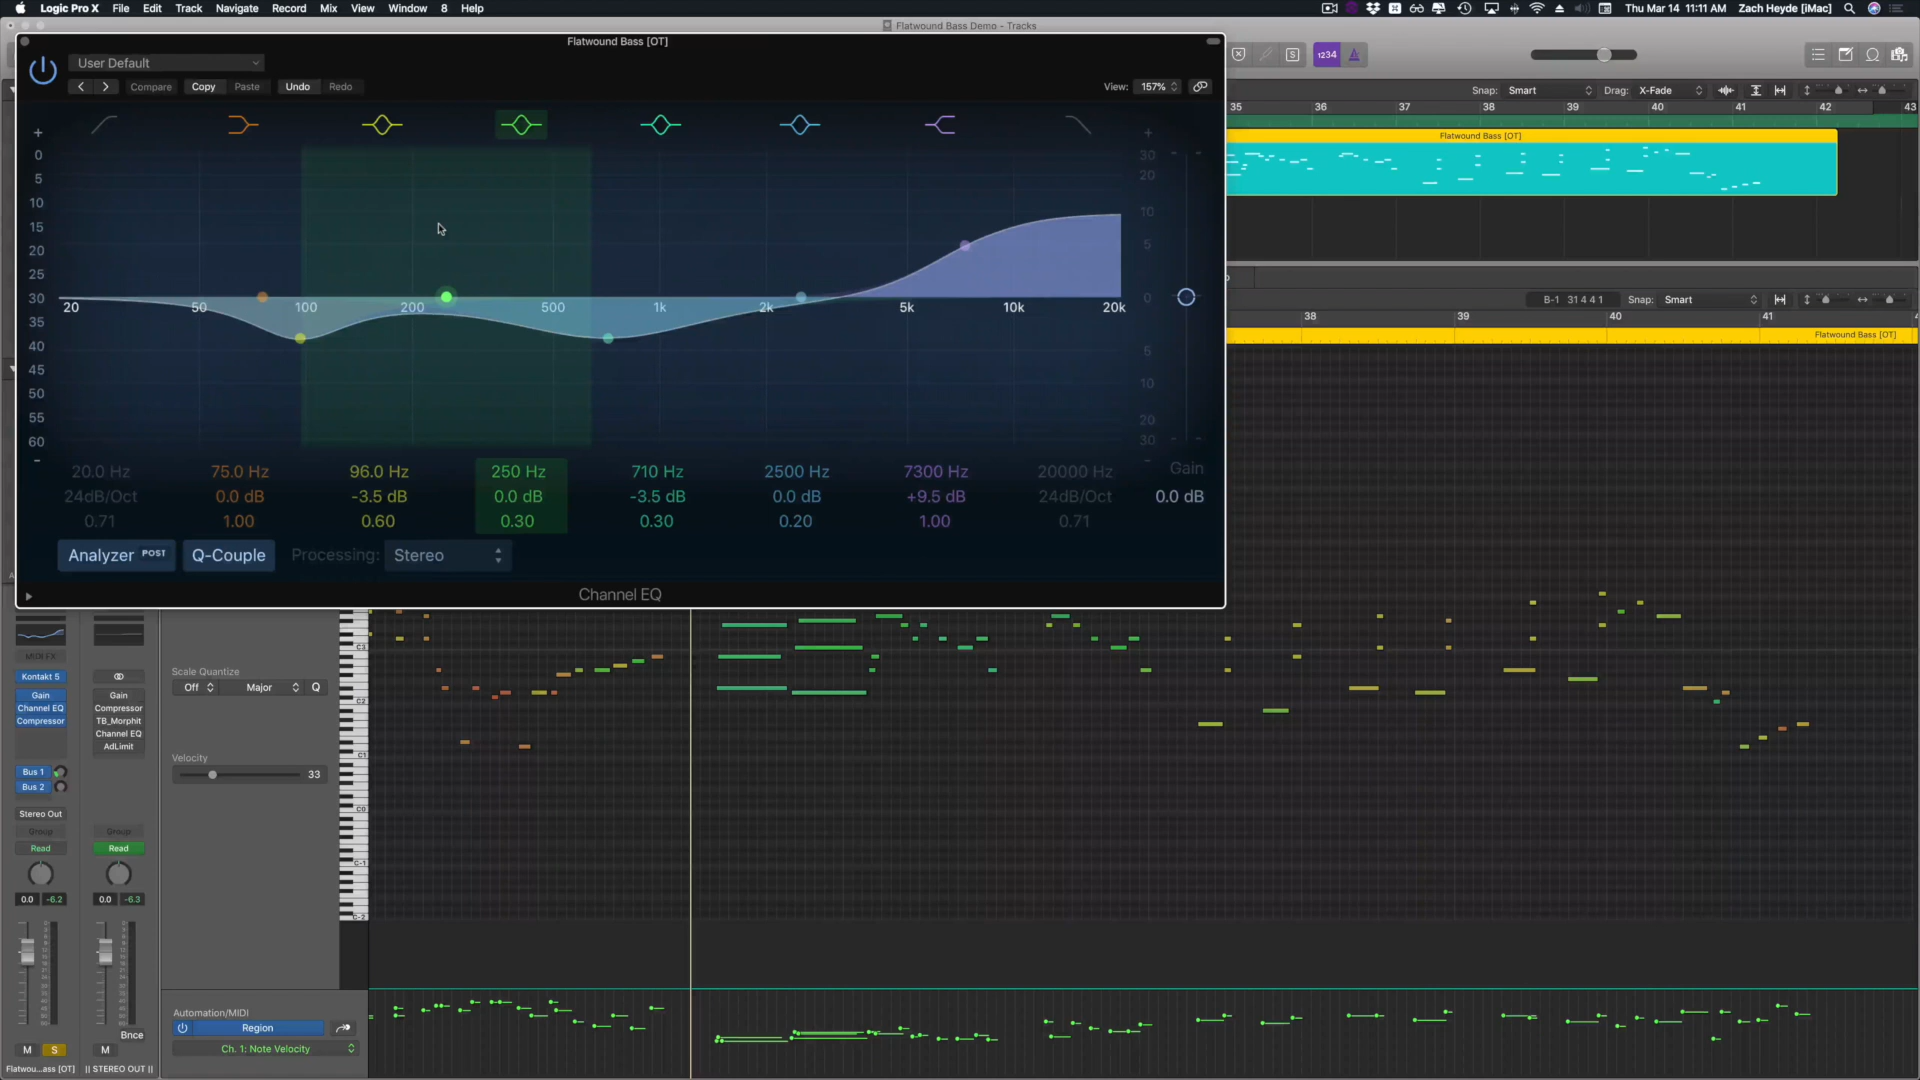 Logic Pro X File Edit Track Navigate Record Mix View Window 8 Help
Thu Mar 14 11:11 AM Zach Heyde [iMac]
Flatwound Bass Demo - Tracks
Flatwound Bass [OT]
User Default
Compare Copy Paste Undo Redo
View: 157%
S 1234
Snap: Smart Drag: X-Fade
35 36 37 38 39 40 41 42 43
Flatwound Bass [OT]
+ 0 5 10 15 20 25 30 35 40 45 50 55 60 -
+ 30 20 10 5 0 5 10 20 30 -
20 50 100 200 500 1k 2k 5k 10k 20k
20.0 Hz 75.0 Hz 96.0 Hz 250 Hz 710 Hz 2500 Hz 7300 Hz 20000 Hz Gain
24dB/Oct 0.0 dB -3.5 dB 0.0 dB -3.5 dB 0.0 dB +9.5 dB 24dB/Oct 0.0 dB
0.71 1.00 0.60 0.30 0.30 0.20 1.00 0.71
Analyzer POST Q-Couple Processing: Stereo
Channel EQ
B-1 31 4 4 1 Snap: Smart
38 39 40 41
Flatwound Bass [OT]
MIDI FX
Kontakt 5
Gain Gain
Channel EQ Compressor
Compressor TB_Morphit
Channel EQ
AdLimit
Bus 1
Bus 2
Stereo Out
Group Group
Read Read
0.0 -6.2 0.0 -6.3
Bnce
M S M
Flatwou...ass [OT] || STEREO OUT ||
Scale Quantize
Off Major Q
Velocity
33
C3
C2
C1
C0
C-1
C-2
Automation/MIDI
Region
Ch. 1: Note Velocity